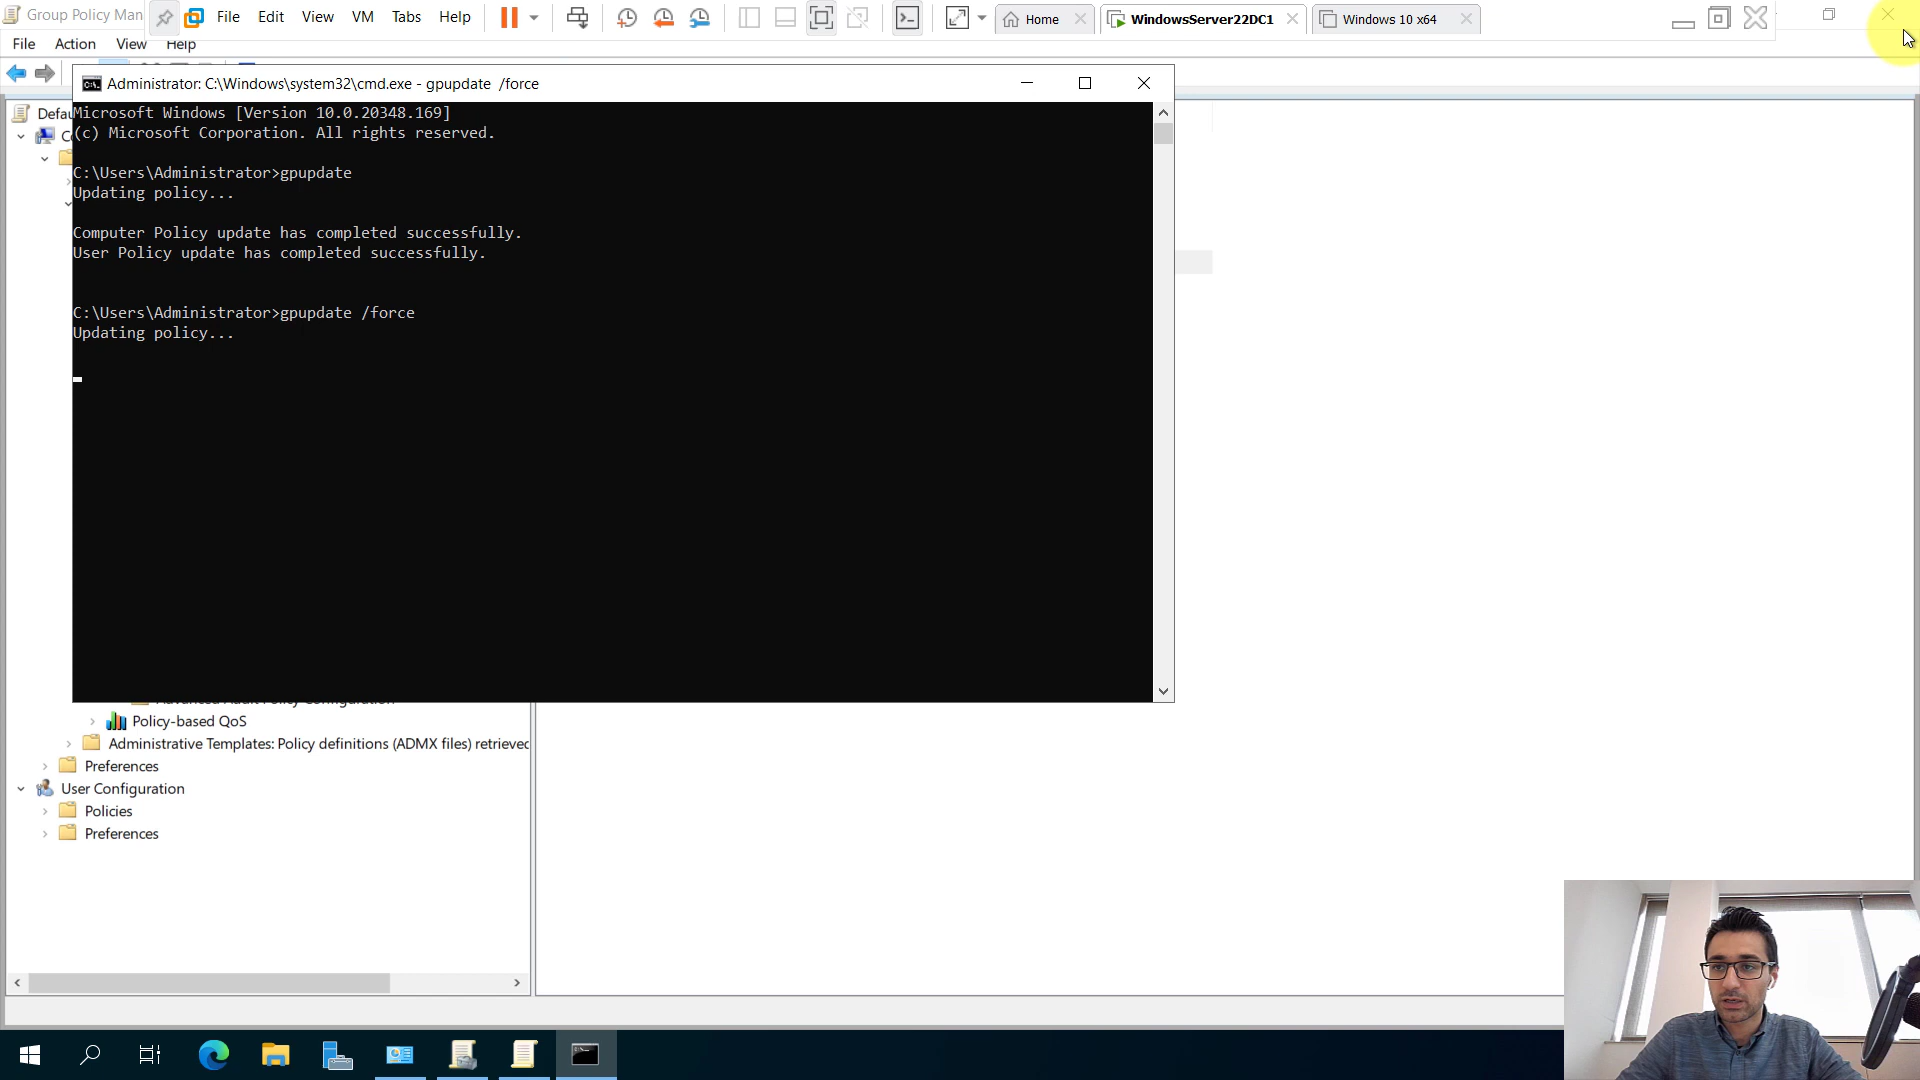 Group Policy Man
File Edit View VM Tabs Help
Home
WindowsServer22DC1
Windows 10 x64
File Action View Help
Administrator: C:\Windows\system32\cmd.exe - gpupdate /force
Microsoft Windows [Version 10.0.20348.169]
(c) Microsoft Corporation. All rights reserved.
C:\Users\Administrator>gpupdate
Updating policy...
Computer Policy update has completed successfully.
User Policy update has completed successfully.
C:\Users\Administrator>gpupdate /force
Updating policy...
Policy-based QoS
Administrative Templates: Policy definitions (ADMX files) retrieved
Preferences
User Configuration
Policies
Preferences